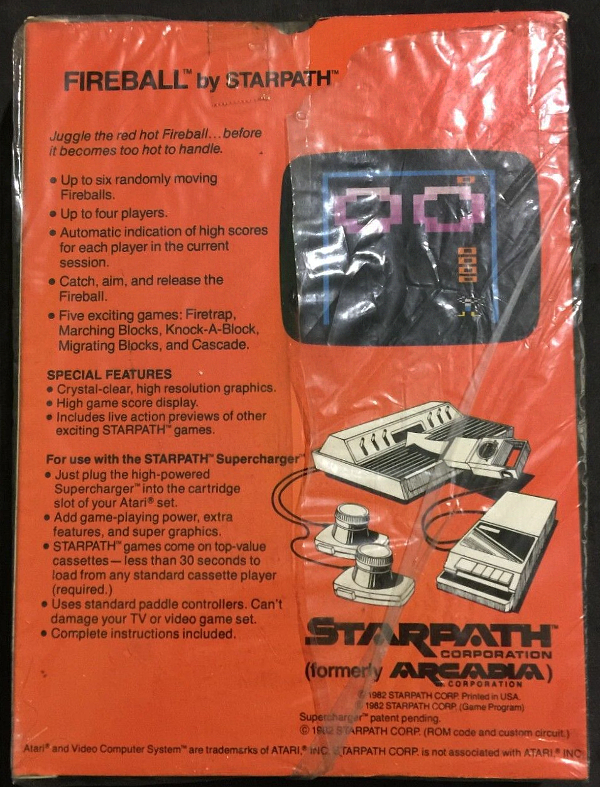 FIREBALL™ by STARPATH™
Juggle the red hot Fireball...before
it becomes too hot to handle.
• Up to six randomly moving
Fireballs.
• Up to four players.
• Automatic indication of high scores
for each player in the current
session.
• Catch, aim, and release the
Fireball.
• Five exciting games: Firetrap,
Marching Blocks, Knock-A-Block,
Migrating Blocks, and Cascade.
SPECIAL FEATURES
• Crystal-clear, high resolution graphics.
• High game score display.
• Includes live action previews of other
exciting STARPATH™ games.
For use with the STARPATH™ Supercharger™
• Just plug the high-powered
Supercharger™ into the cartridge
slot of your Atari® set.
• Add game-playing power, extra
features, and super graphics.
• STARPATH™ games come on top-value
cassettes—less than 30 seconds to
load from any standard cassette player
(required.)
• Uses standard paddle controllers. Can't
damage your TV or video game set.
• Complete instructions included.
STARPATH™
CORPORATION
(formerly ARCADIA)
CORPORATION
© 1982 STARPATH CORP. Printed in USA.
1982 STARPATH CORP. (Game Program)
Supercharger™ patent pending.
© 1982 STARPATH CORP. (ROM code and custom circuit.)
Atari® and Video Computer System™ are trademarks of ATARI,® INC. STARPATH CORP. is not associated with ATARI,® INC